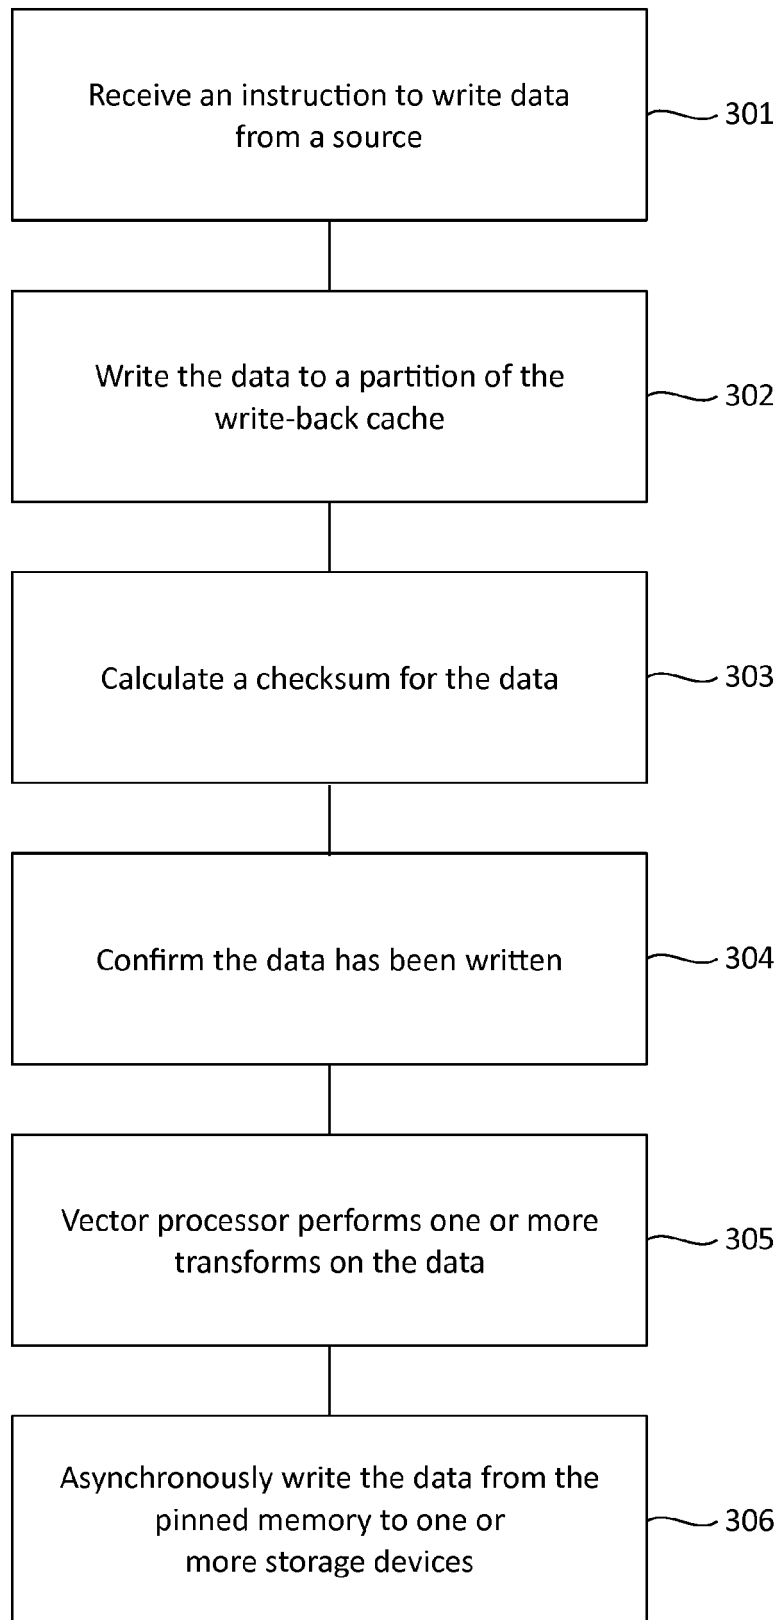 Receive an instruction to write data
from a source
301
Write the data to a partition of the
write-back cache
302
Calculate a checksum for the data
303
Confirm the data has been written
304
Vector processor performs one or more
transforms on the data
305
Asynchronously write the data from the
pinned memory to one or
more storage devices
306